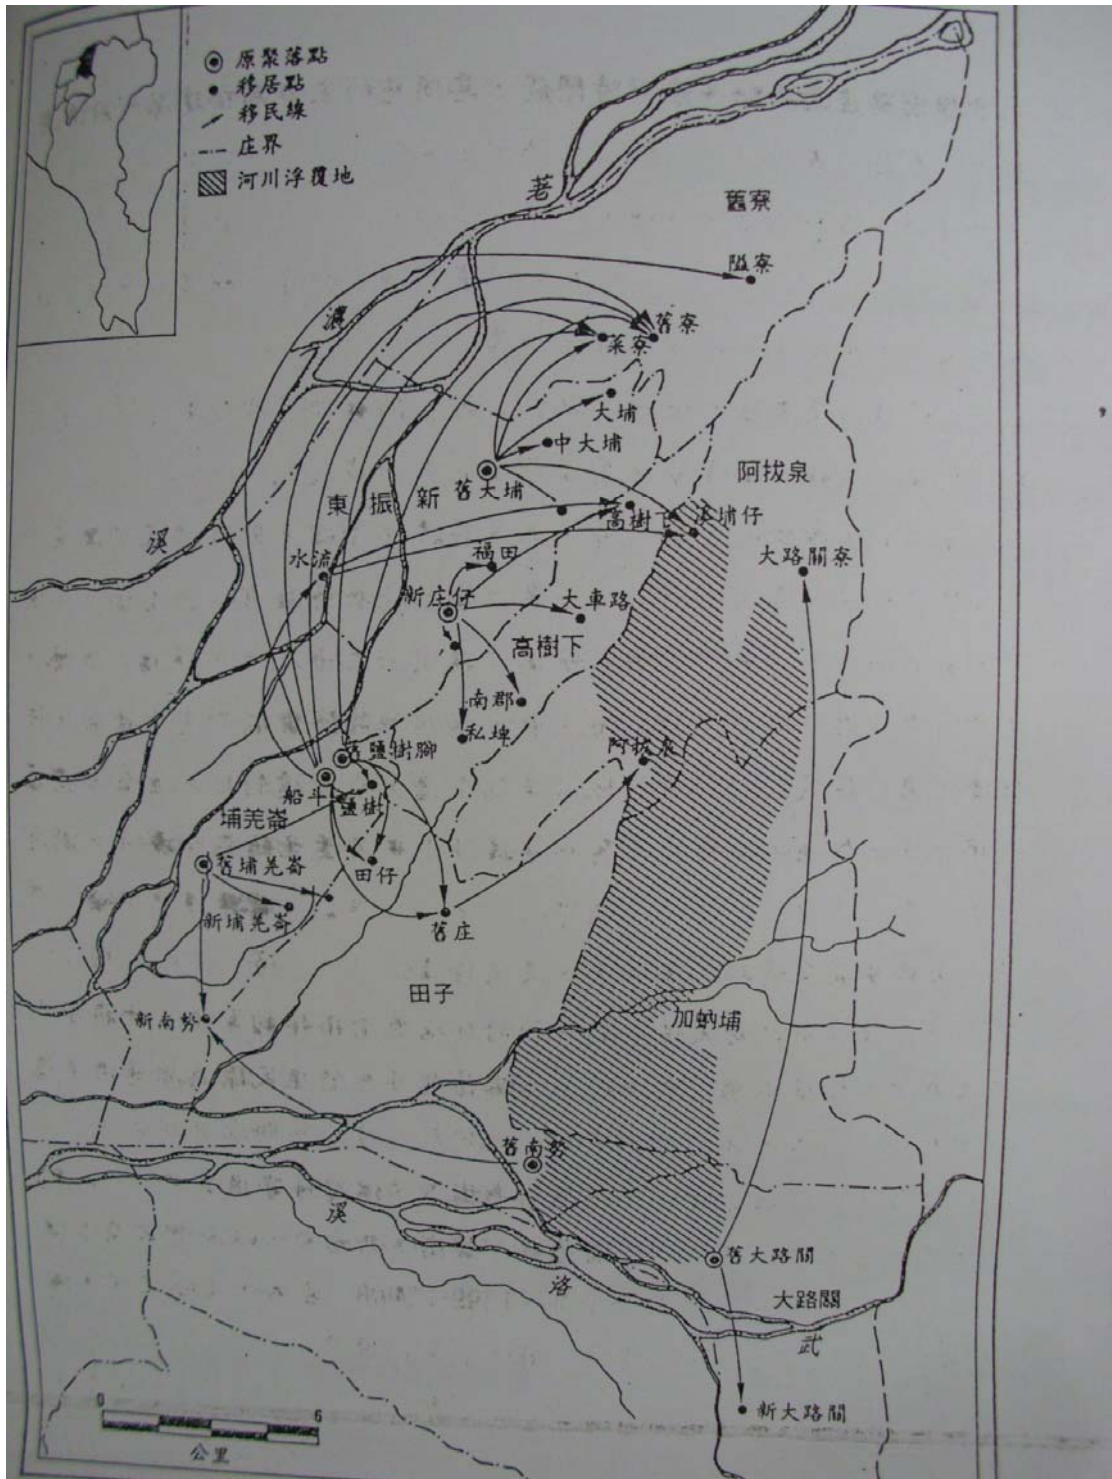 原聚落點
移居點
移民線
庄界
河川浮覆地
荖
舊寮
隘寮
濃
舊寮
菜寮
大埔
中大埔
阿拔泉
舊大埔
東振新
高樹下
溪埔仔
溪
水流
福田
大路關寮
新庄仔
大車路
高樹下
南郡
私埤
舊鹽樹腳
阿拔泉
船斗
鹽樹
埔羌崙
舊埔羌崙
田仔
新埔羌崙
舊庄
田子
新南勢
加蚋埔
舊南勢
溪
舊大路關
洛
大路關
武
新大路關
0
6
公里